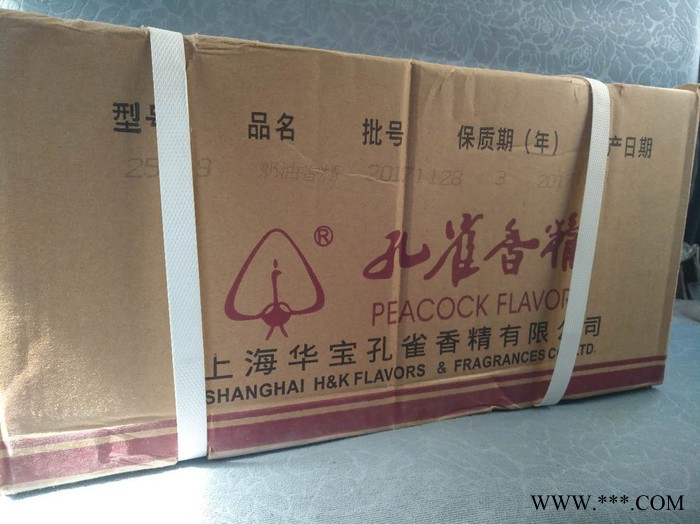 型号 品名 批号 保质期（年） 产日期
奶油香精 20171128 3
®
孔雀香精
PEACOCK FLAVOR
上海华宝孔雀香精有限公司
SHANGHAI H&K FLAVORS & FRAGRANCES CO.,LTD.
WWW.***.COM